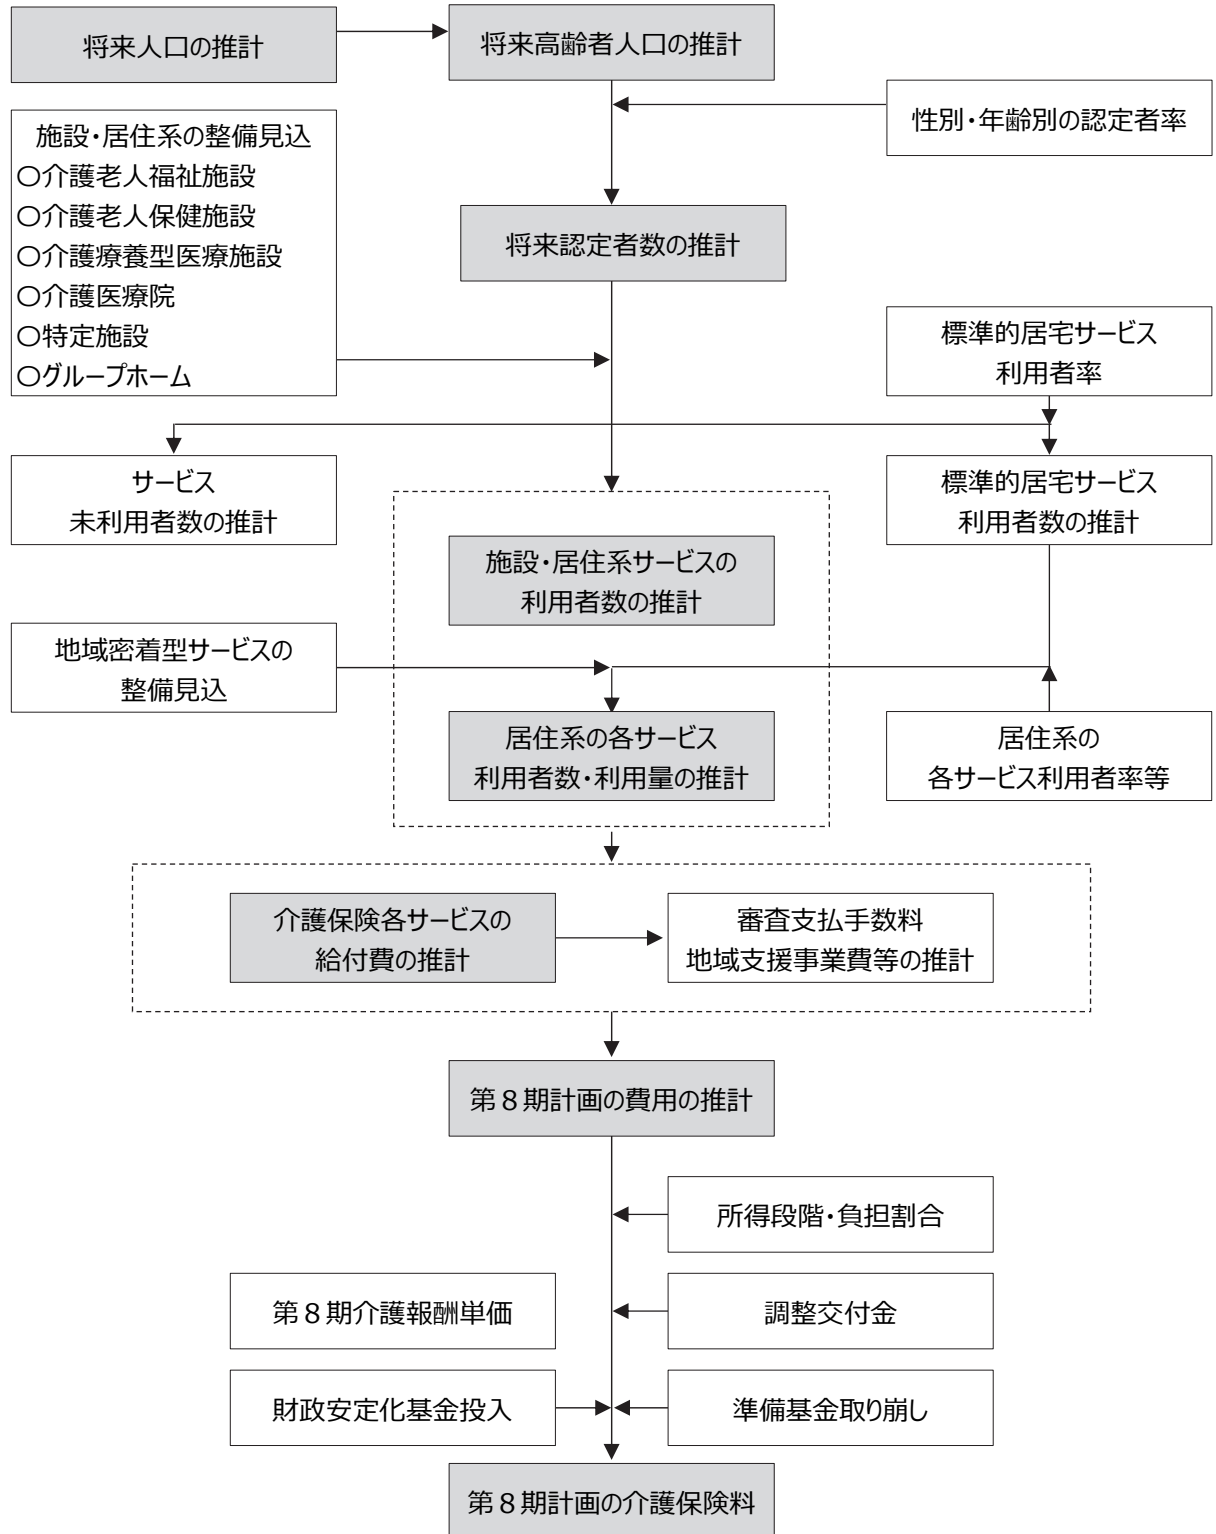 将来人口の推計
将来高齢者人口の推計
性別・年齢別の認定者率
施設・居住系の整備見込
〇介護老人福祉施設
〇介護老人保健施設
〇介護療養型医療施設
〇介護医療院
〇特定施設
〇グループホーム
将来認定者数の推計
標準的居宅サービス
利用者率
サービス
未利用者数の推計
標準的居宅サービス
利用者数の推計
施設・居住系サービスの
利用者数の推計
地域密着型サービスの
整備見込
居住系の各サービス
利用者数・利用量の推計
居住系の
各サービス利用者率等
介護保険各サービスの
給付費の推計
審査支払手数料
地域支援事業費等の推計
第８期計画の費用の推計
所得段階・負担割合
第８期介護報酬単価
調整交付金
財政安定化基金投入
準備基金取り崩し
第８期計画の介護保険料